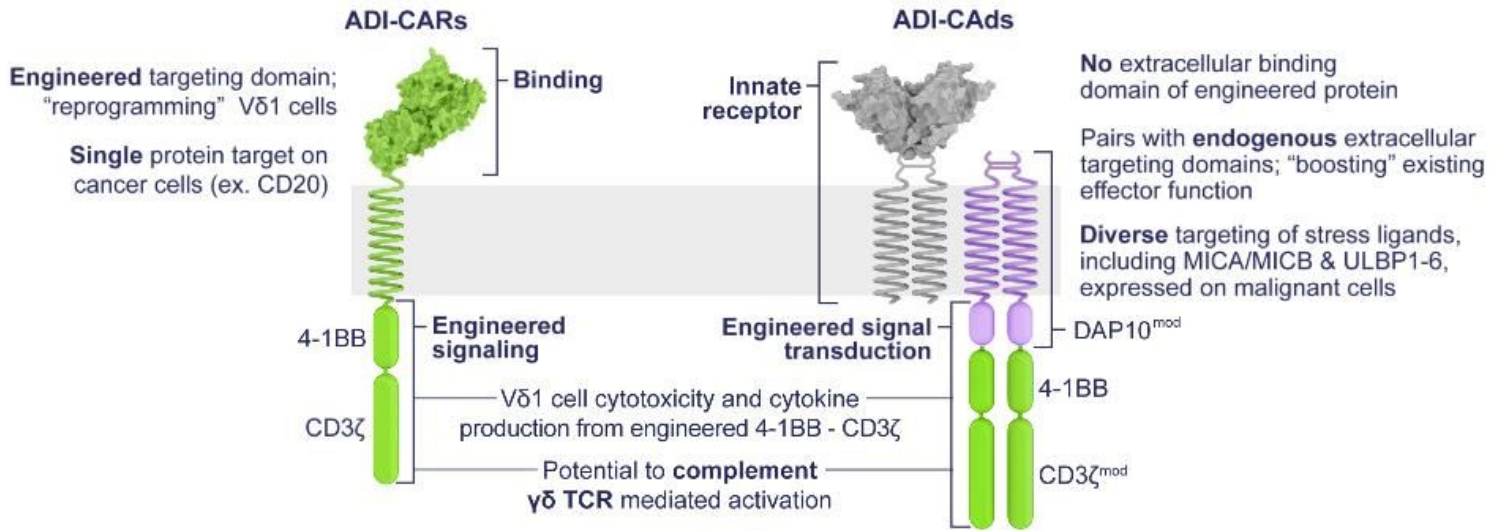 ADI-CARs
Engineered targeting domain;
“reprogramming” Vδ1 cells
Single protein target on
cancer cells (ex. CD20)
Binding
4-1BB
CD3ζ
Engineered
signaling
ADI-CAds
Innate
receptor
No extracellular binding
domain of engineered protein
Pairs with endogenous extracellular
targeting domains; “boosting” existing
effector function
Diverse targeting of stress ligands,
including MICA/MICB & ULBP1-6,
expressed on malignant cells
Engineered signal
transduction
DAP10mod
4-1BB
CD3ζmod
Vδ1 cell cytotoxicity and cytokine
production from engineered 4-1BB - CD3ζ
Potential to complement
γδ TCR mediated activation